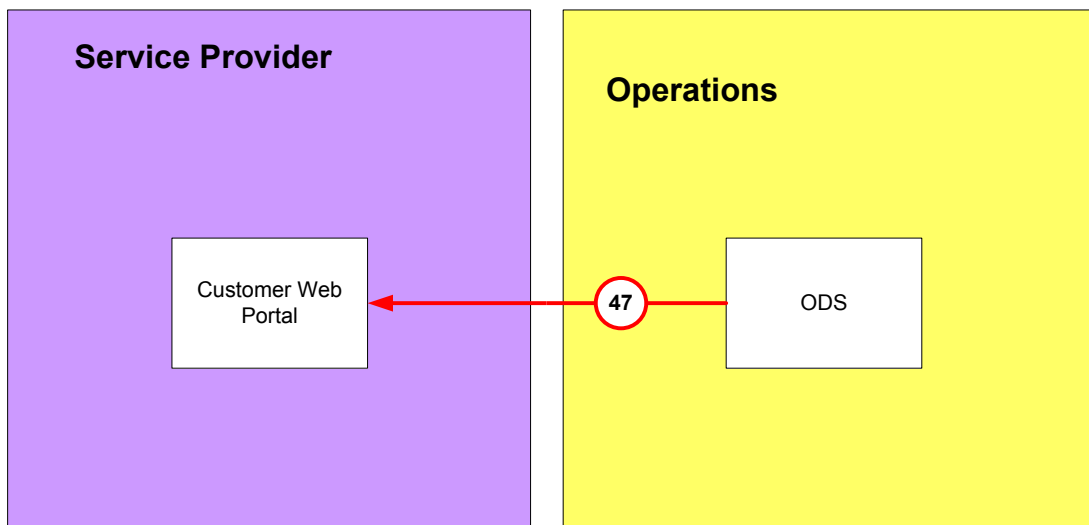 Service Provider
Operations
Customer Web
Portal
47
ODS